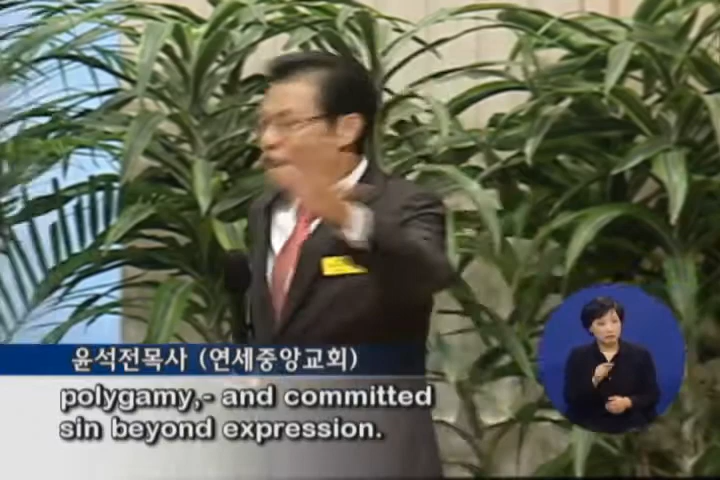 윤석전목사 (연세중앙교회)
polygamy,- and committed
sin beyond expression.